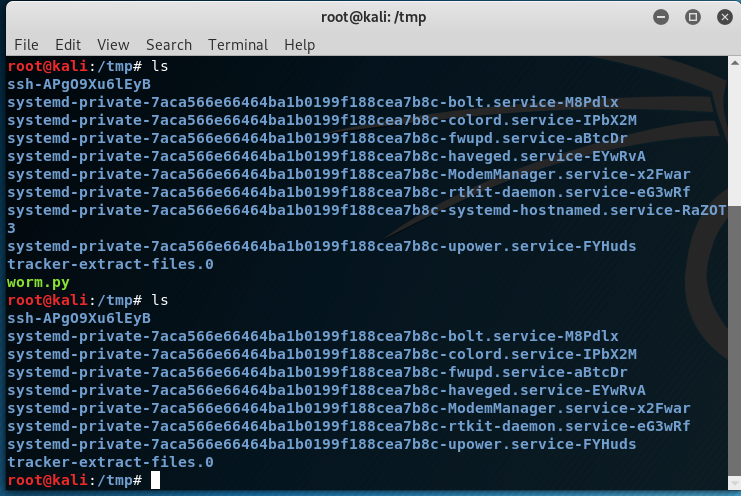 root@kali: /tmp
File Edit View Search Terminal Help
root@kali:/tmp# ls
ssh-APgO9Xu6lEyB
systemd-private-7aca566e66464ba1b0199f188cea7b8c-bolt.service-M8Pdlx
systemd-private-7aca566e66464ba1b0199f188cea7b8c-colord.service-IPbX2M
systemd-private-7aca566e66464ba1b0199f188cea7b8c-fwupd.service-aBtcDr
systemd-private-7aca566e66464ba1b0199f188cea7b8c-haveged.service-EYwRvA
systemd-private-7aca566e66464ba1b0199f188cea7b8c-ModemManager.service-x2Fwar
systemd-private-7aca566e66464ba1b0199f188cea7b8c-rtkit-daemon.service-eG3wRf
systemd-private-7aca566e66464ba1b0199f188cea7b8c-systemd-hostnamed.service-RaZOT
3
systemd-private-7aca566e66464ba1b0199f188cea7b8c-upower.service-FYHuds
tracker-extract-files.0
worm.py
root@kali:/tmp# ls
ssh-APgO9Xu6lEyB
systemd-private-7aca566e66464ba1b0199f188cea7b8c-bolt.service-M8Pdlx
systemd-private-7aca566e66464ba1b0199f188cea7b8c-colord.service-IPbX2M
systemd-private-7aca566e66464ba1b0199f188cea7b8c-fwupd.service-aBtcDr
systemd-private-7aca566e66464ba1b0199f188cea7b8c-haveged.service-EYwRvA
systemd-private-7aca566e66464ba1b0199f188cea7b8c-ModemManager.service-x2Fwar
systemd-private-7aca566e66464ba1b0199f188cea7b8c-rtkit-daemon.service-eG3wRf
systemd-private-7aca566e66464ba1b0199f188cea7b8c-upower.service-FYHuds
tracker-extract-files.0
root@kali:/tmp#